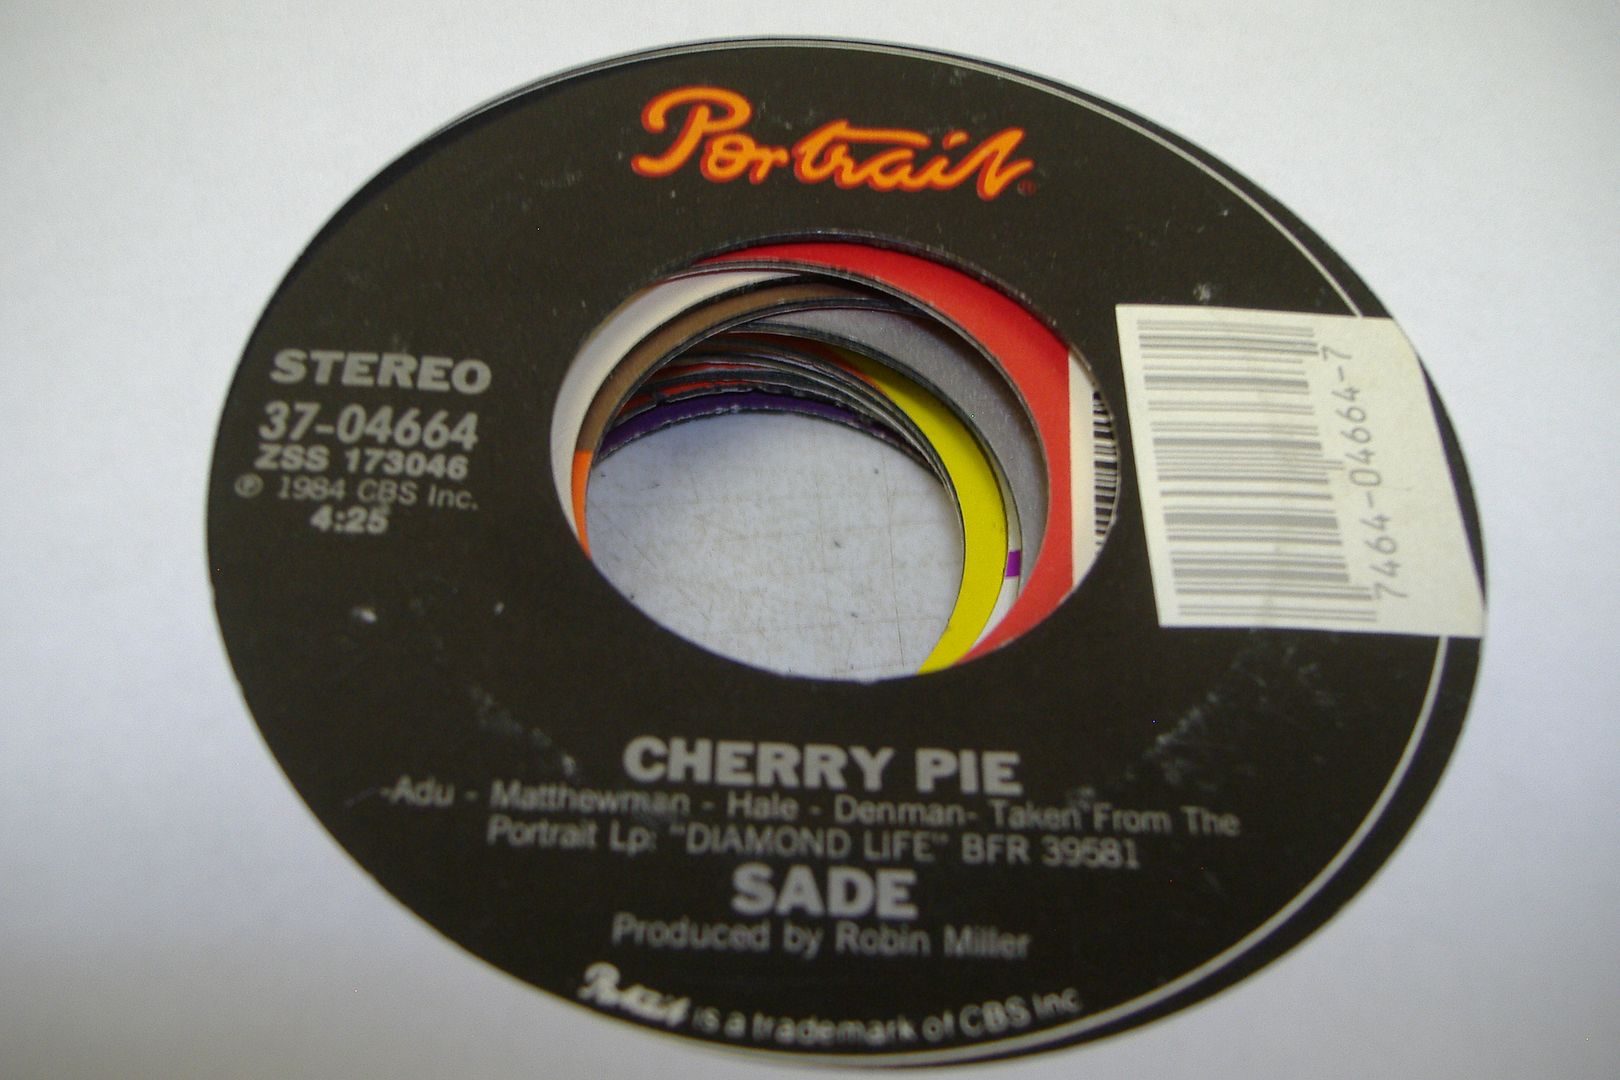 Portrait®
STEREO
37-04664
ZSS 173046
℗ 1984 CBS Inc.
4:25
7464-04664-7
CHERRY PIE
-Adu - Matthewman - Hale - Denman- Taken From The
Portrait Lp: "DIAMOND LIFE" BFR 39581
SADE
Produced by Robin Miller
Portrait is a trademark of CBS Inc